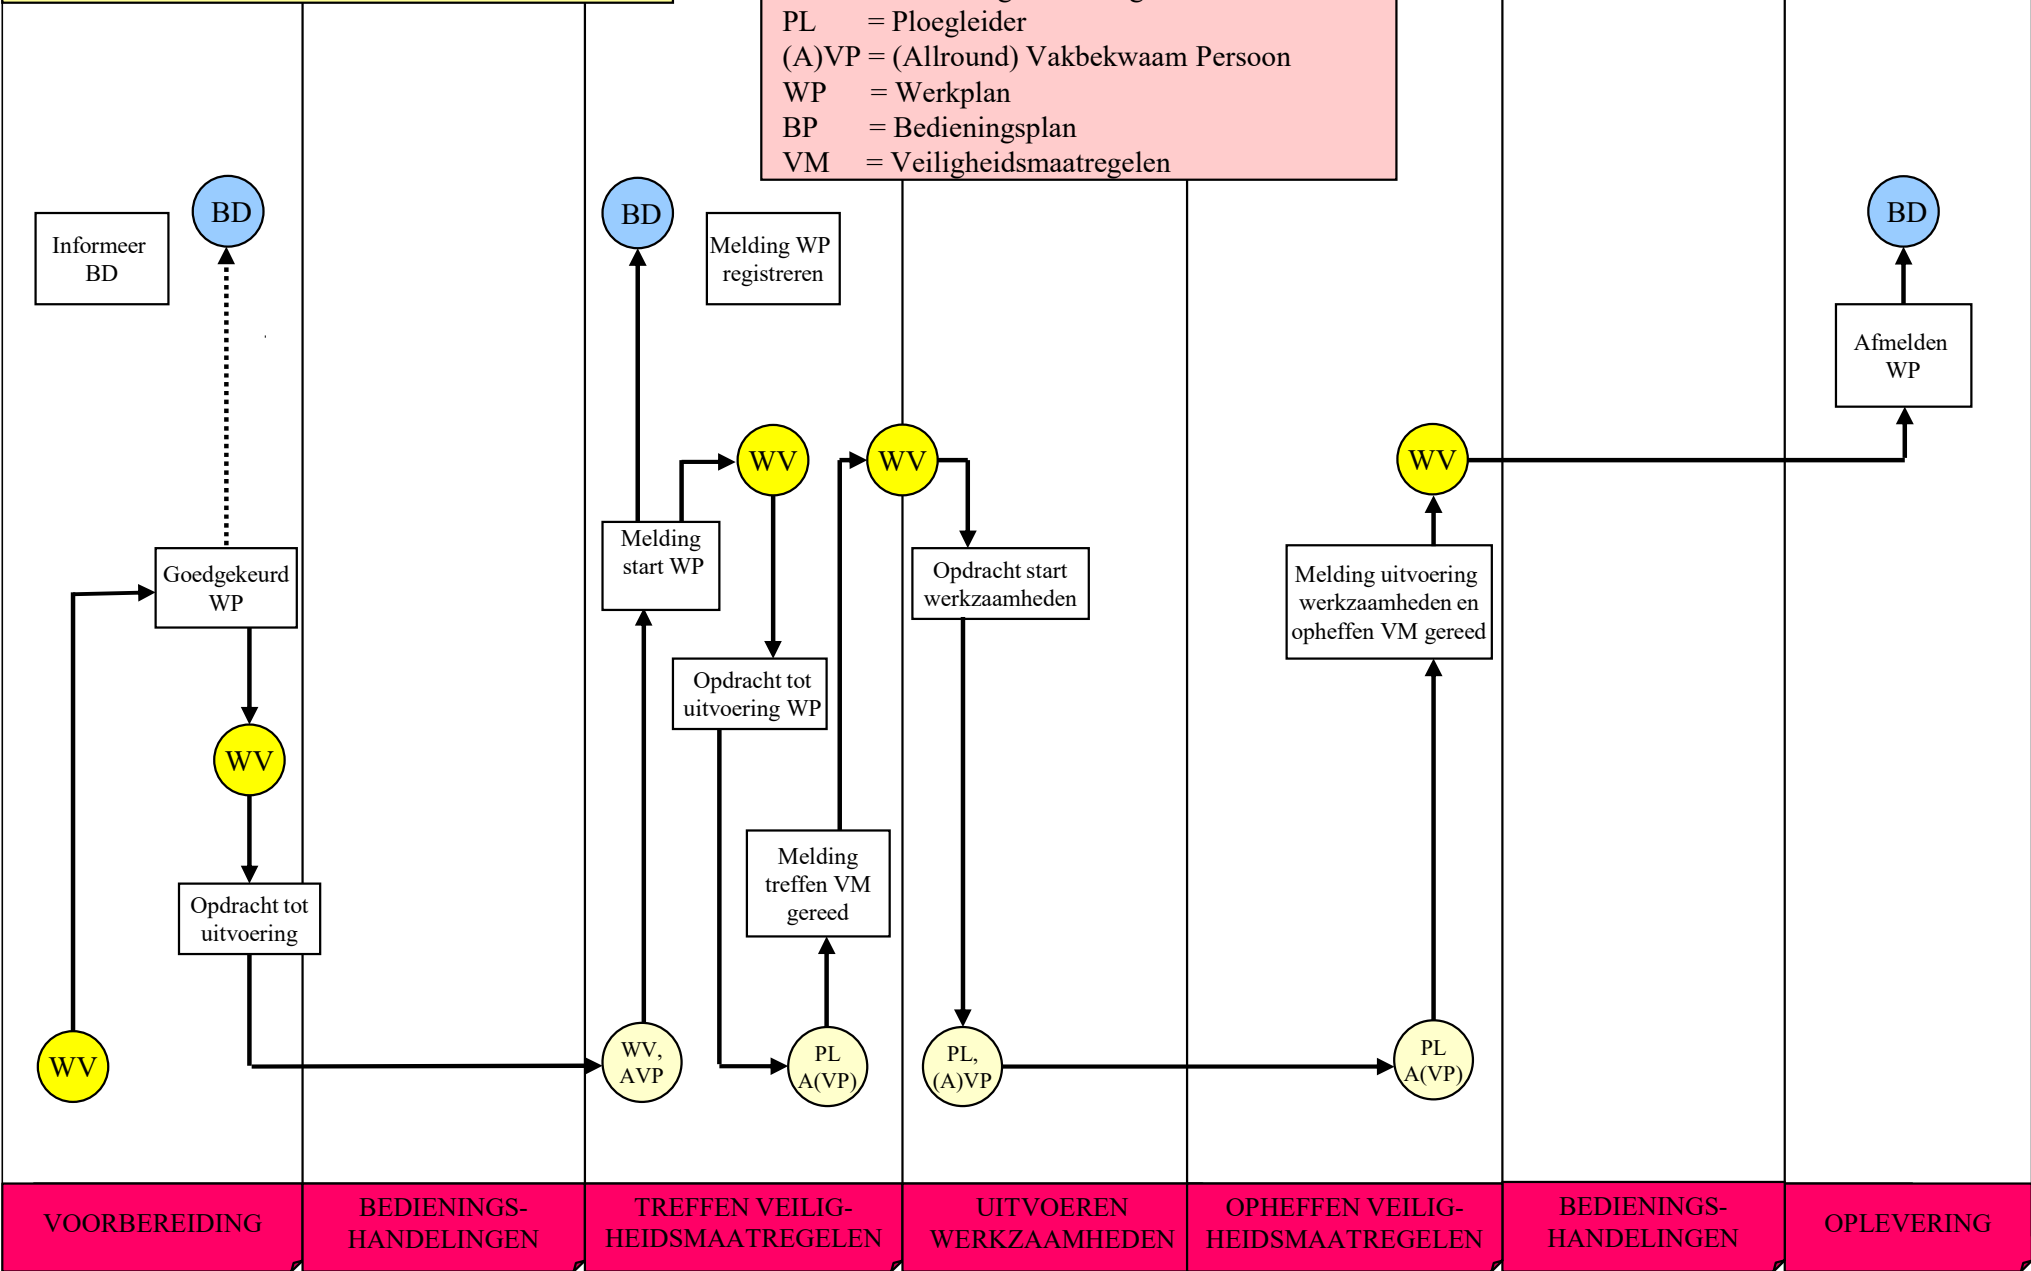 PL = Ploegleider
(A)VP = (Allround) Vakbekwaam Persoon
WP = Werkplan
BP = Bedieningsplan
VM = Veiligheidsmaatregelen
BD
Informeer
BD
BD
Melding WP
registreren
BD
Afmelden
WP
WV
WV
WV
Melding
start WP
Goedgekeurd
WP
Opdracht start
werkzaamheden
Melding uitvoering
werkzaamheden en
opheffen VM gereed
Opdracht tot
uitvoering WP
WV
Melding
treffen VM
gereed
Opdracht tot
uitvoering
WV
WV,
AVP
PL
A(VP)
PL,
(A)VP
PL
A(VP)
VOORBEREIDING
BEDIENINGS-
HANDELINGEN
TREFFEN VEILIG-
HEIDSMAATREGELEN
UITVOEREN
WERKZAAMHEDEN
OPHEFFEN VEILIG-
HEIDSMAATREGELEN
BEDIENINGS-
HANDELINGEN
OPLEVERING